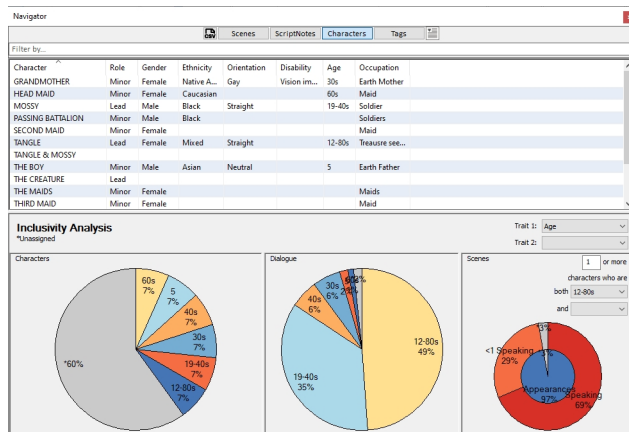 Navigator
CSV Scenes ScriptNotes Characters Tags
Filter by...
Character Role Gender Ethnicity Orientation Disability Age Occupation
GRANDMOTHER Minor Female Native A... Gay Vision im... 30s Earth Mother
HEAD MAID Minor Female Caucasian 60s Maid
MOSSY Lead Male Black Straight 19-40s Soldier
PASSING BATTALION Minor Male Black Soldiers
SECOND MAID Minor Female Maid
TANGLE Lead Female Mixed Straight 12-80s Treausre see...
TANGLE & MOSSY
THE BOY Minor Male Asian Neutral 5 Earth Father
THE CREATURE Lead
THE MAIDS Minor Female Maids
THIRD MAID Minor Female Maid
Inclusivity Analysis
*Unassigned
Trait 1: Age
Trait 2:
Characters
60s
7%
5
7%
40s
7%
30s
7%
19-40s
7%
12-80s
7%
*60%
Dialogue
30s
6%
40s
6%
19-40s
35%
12-80s
49%
Scenes
1 or more
characters who are
both 12-80s
and
3%
<1 Speaking
29%
3%
Appearances
97%
Speaking
69%